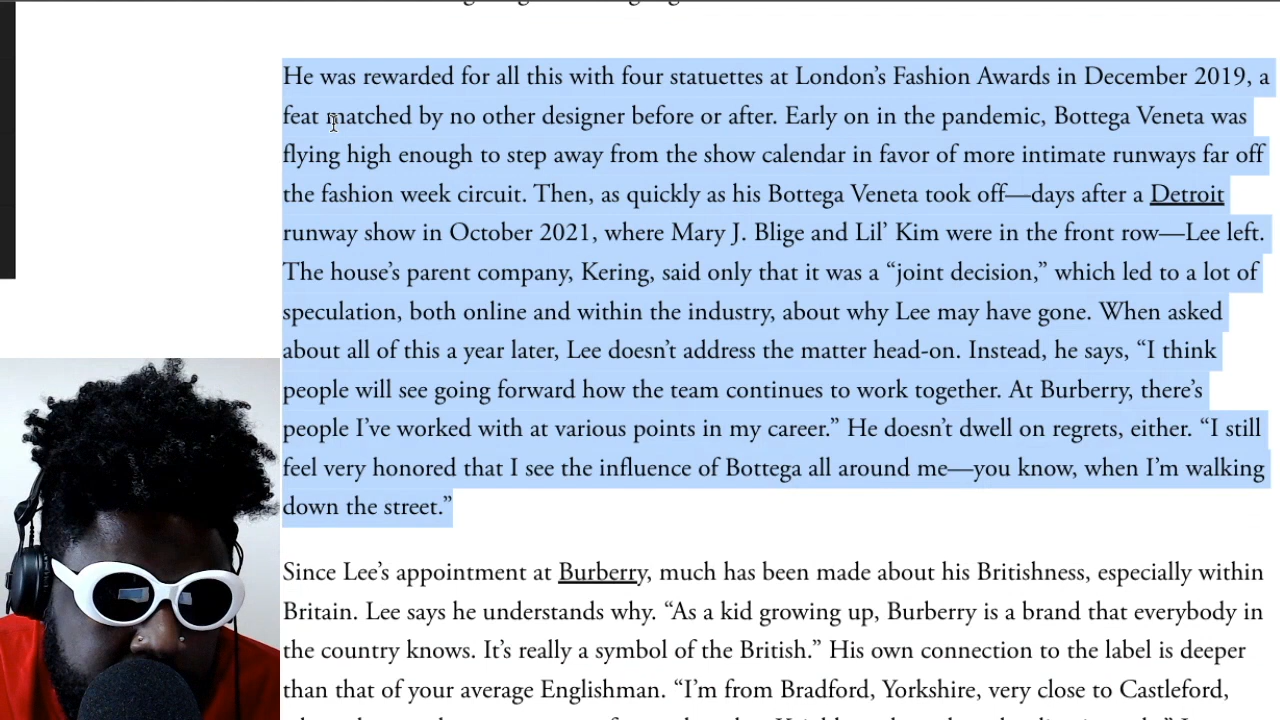 He was rewarded for all this with four statuettes at London’s Fashion Awards in December 2019, a
feat matched by no other designer before or after. Early on in the pandemic, Bottega Veneta was
flying high enough to step away from the show calendar in favor of more intimate runways far off
the fashion week circuit. Then, as quickly as his Bottega Veneta took off—days after a Detroit
runway show in October 2021, where Mary J. Blige and Lil’ Kim were in the front row—Lee left.
The house’s parent company, Kering, said only that it was a “joint decision,” which led to a lot of
speculation, both online and within the industry, about why Lee may have gone. When asked
about all of this a year later, Lee doesn’t address the matter head-on. Instead, he says, “I think
people will see going forward how the team continues to work together. At Burberry, there’s
people I’ve worked with at various points in my career.” He doesn’t dwell on regrets, either. “I still
feel very honored that I see the influence of Bottega all around me—you know, when I’m walking
down the street.”
Since Lee’s appointment at Burberry, much has been made about his Britishness, especially within
Britain. Lee says he understands why. “As a kid growing up, Burberry is a brand that everybody in
the country knows. It’s really a symbol of the British.” His own connection to the label is deeper
than that of your average Englishman. “I’m from Bradford, Yorkshire, very close to Castleford,